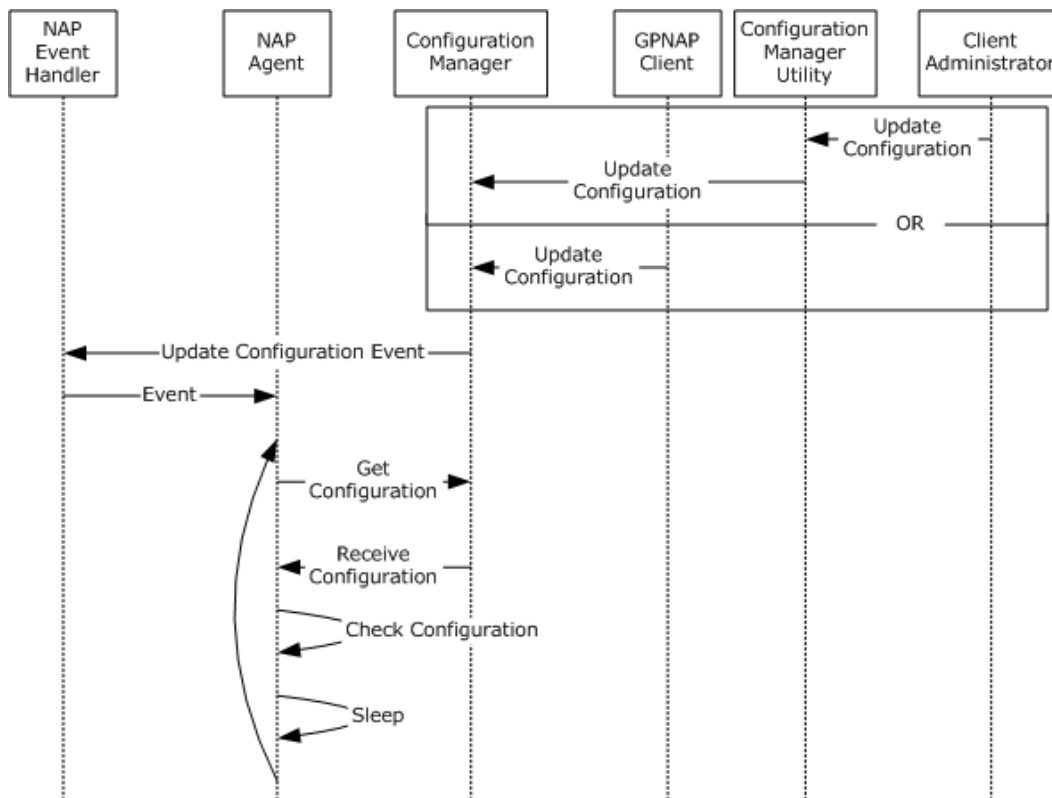 NAP
Event
Handler
NAP
Agent
Configuration
Manager
GPNAP
Client
Configuration
Manager
Utility
Client
Administrator
Update
Configuration
Update
Configuration
OR
Update
Configuration
Update Configuration Event
Event
Get
Configuration
Receive
Configuration
Check Configuration
Sleep